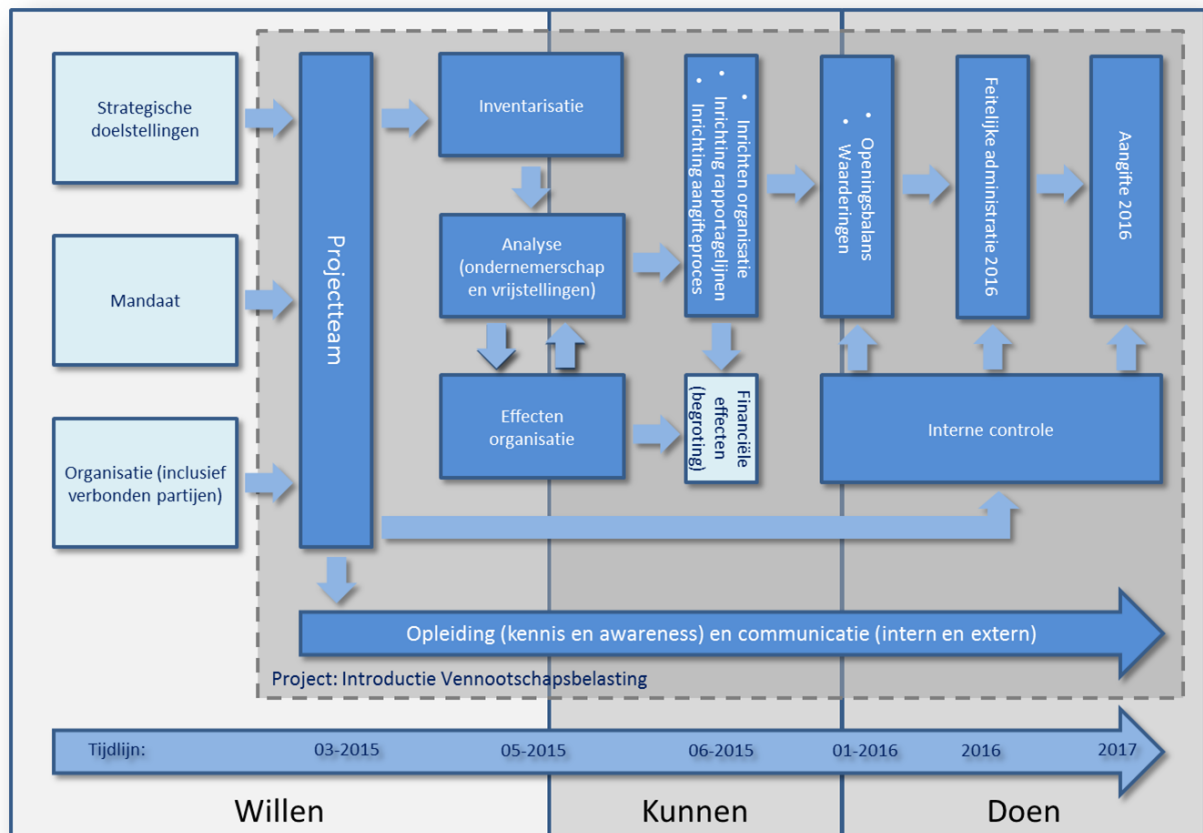 Strategische
doelstellingen
Mandaat
Organisatie (inclusief
verbonden partijen)
Projectteam
Inventarisatie
Analyse
(ondernemerschap
en vrijstellingen)
Effecten
organisatie
• Inrichten organisatie
• Inrichting rapportagelijnen
• Inrichting aangifteproces
Financiële
effecten
(begroting)
• Openingsbalans
• Waarderingen
Feitelijke administratie 2016
Aangifte 2016
Interne controle
Opleiding (kennis en awareness) en communicatie (intern en extern)
Project: Introductie Vennootschapsbelasting
Tijdlijn: 03-2015 05-2015 06-2015 01-2016 2016 2017
Willen Kunnen Doen